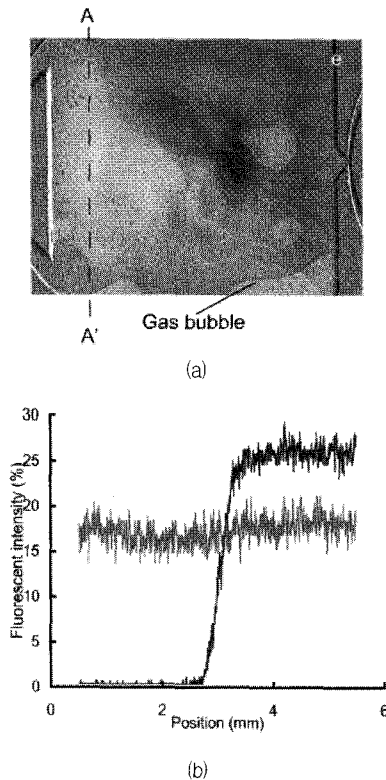 A
e
A'
Gas bubble
(a)
Fluorescent intensity (%)
30
25
20
15
10
5
0
0 2 4 6
Position (mm)
(b)